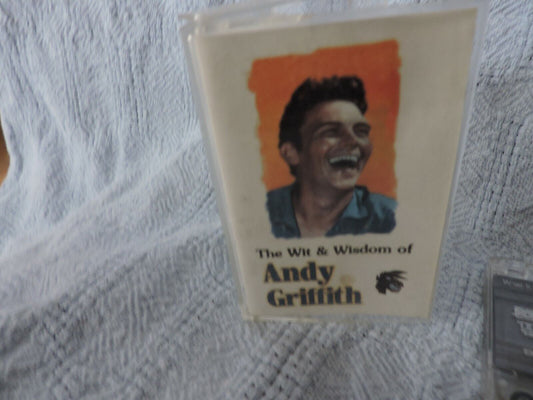 The Wit & Wisdom of
Andy
Griffith